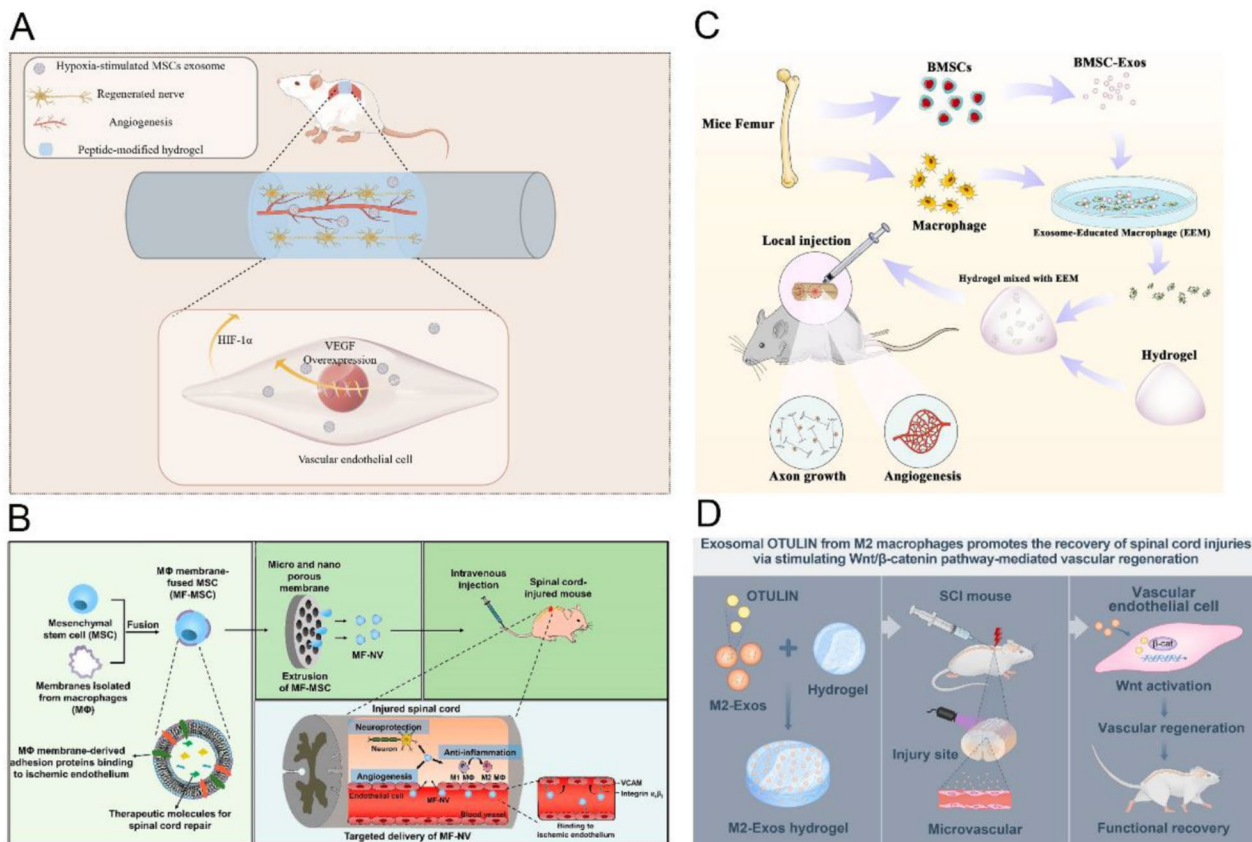 A
Hypoxia-stimulated MSCs exosome
Regenerated nerve
Angiogenesis
Peptide-modified hydrogel
HIF-1α
VEGF
Overexpression
Vascular endothelial cell
C
BMSCs
BMSC-Exos
Mice Femur
Macrophage
Exosome-Educated Macrophage (EEM)
Local injection
Hydrogel mixed with EEM
Hydrogel
Axon growth
Angiogenesis
B
Mesenchymal stem cell (MSC)
Fusion
MΦ membrane-
fused MSC
(MF-MSC)
Membranes isolated
from macrophages
(MΦ)
MΦ membrane-derived
adhesion proteins binding
to ischemic endothelium
Therapeutic molecules for
spinal cord repair
Micro and nano
porous
membrane
MF-NV
Extrusion
of MF-MSC
Intravenous
injection
Spinal cord-
injured mouse
Injured spinal cord
Neuroprotection
Neuron
Anti-inflammation
M1 MΦ
M2 MΦ
Angiogenesis
Endothelial cell
MF-NV
Blood vessel
Targeted delivery of MF-NV
VCAM
Integrin α₄β₁
Binding to
ischemic endothelium
D
Exosomal OTULIN from M2 macrophages promotes the recovery of spinal cord injuries
via stimulating Wnt/β-catenin pathway-mediated vascular regeneration
OTULIN
M2-Exos
Hydrogel
M2-Exos hydrogel
SCI mouse
Injury site
Microvascular
Vascular
endothelial cell
β-cat
Wnt activation
Vascular regeneration
Functional recovery